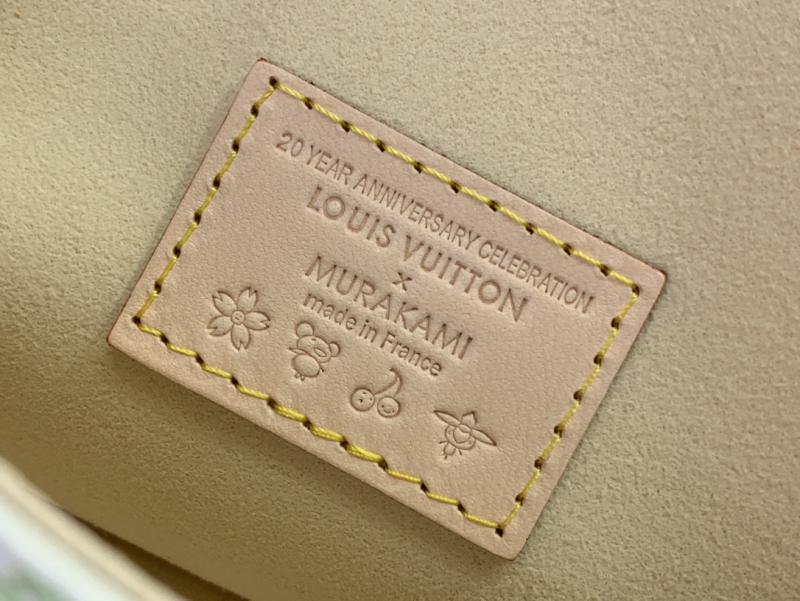 20 YEAR ANNIVERSARY CELEBRATION
LOUIS VUITTON
×
MURAKAMI
made in France